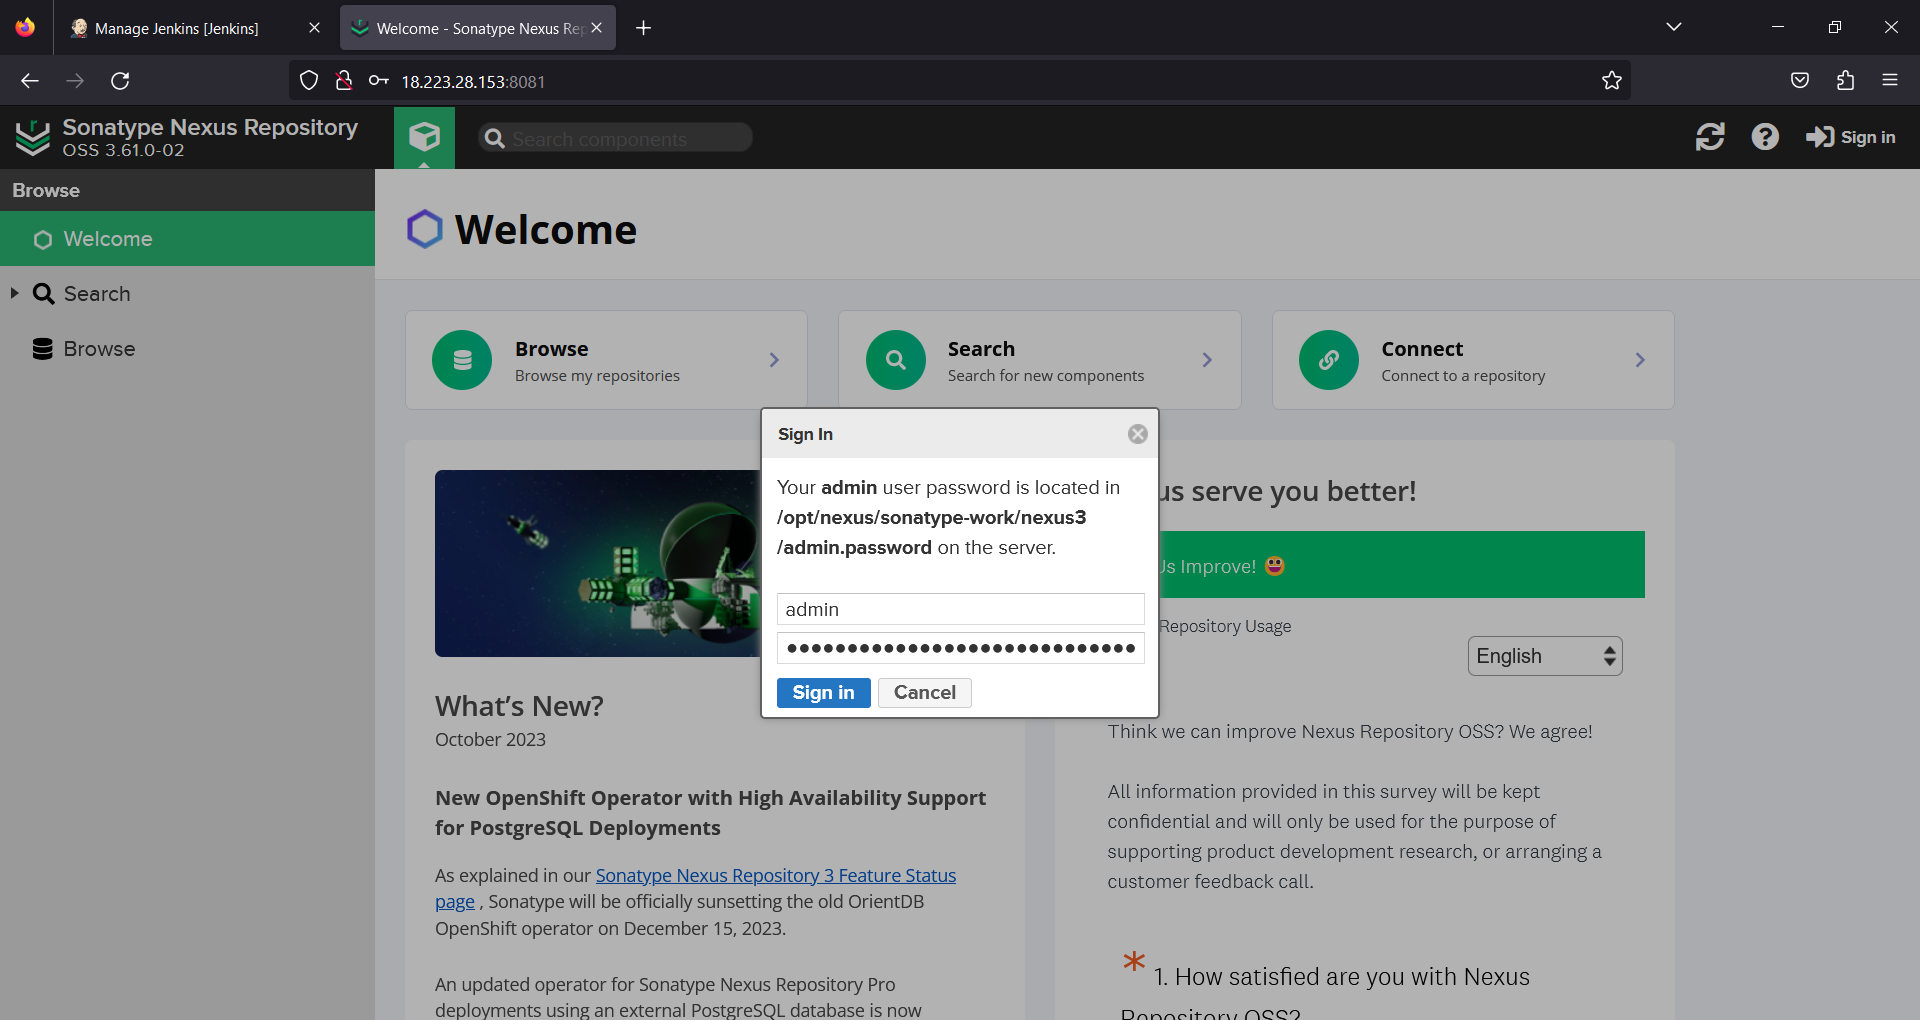 Manage Jenkins [Jenkins]
Welcome - Sonatype Nexus Rep
18.223.28.153:8081
Sonatype Nexus Repository
OSS 3.61.0-02
Search components
Sign in
Browse
Welcome
Search
Browse
Welcome
Browse
Browse my repositories
Search
Search for new components
Connect
Connect to a repository
Sign In
Your admin user password is located in
/opt/nexus/sonatype-work/nexus3
/admin.password on the server.
admin
Sign in
Cancel
us serve you better!
Us Improve!
Repository Usage
English
What's New?
October 2023
New OpenShift Operator with High Availability Support
for PostgreSQL Deployments
As explained in our Sonatype Nexus Repository 3 Feature Status
page , Sonatype will be officially sunsetting the old OrientDB
OpenShift operator on December 15, 2023.
An updated operator for Sonatype Nexus Repository Pro
deployments using an external PostgreSQL database is now
Think we can improve Nexus Repository OSS? We agree!
All information provided in this survey will be kept
confidential and will only be used for the purpose of
supporting product development research, or arranging a
customer feedback call.
* 1. How satisfied are you with Nexus
Repository OSS?